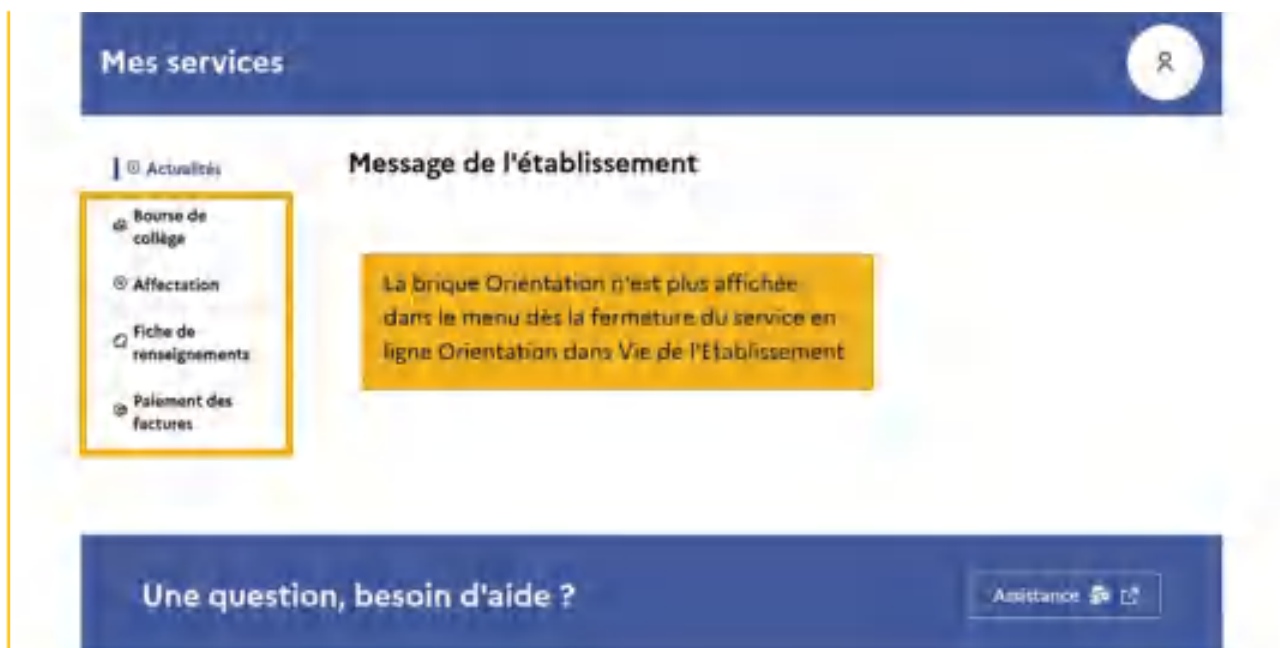 Mes services
Actualités
Bourse de
collège
Affectation
Fiche de
renseignements
Paiement des
factures
Message de l'établissement
La brique Orientation n'est plus affichée
dans le menu dès la fermeture du service en
ligne Orientation dans Vie de l'Etablissement
Une question, besoin d'aide ?
Assistance